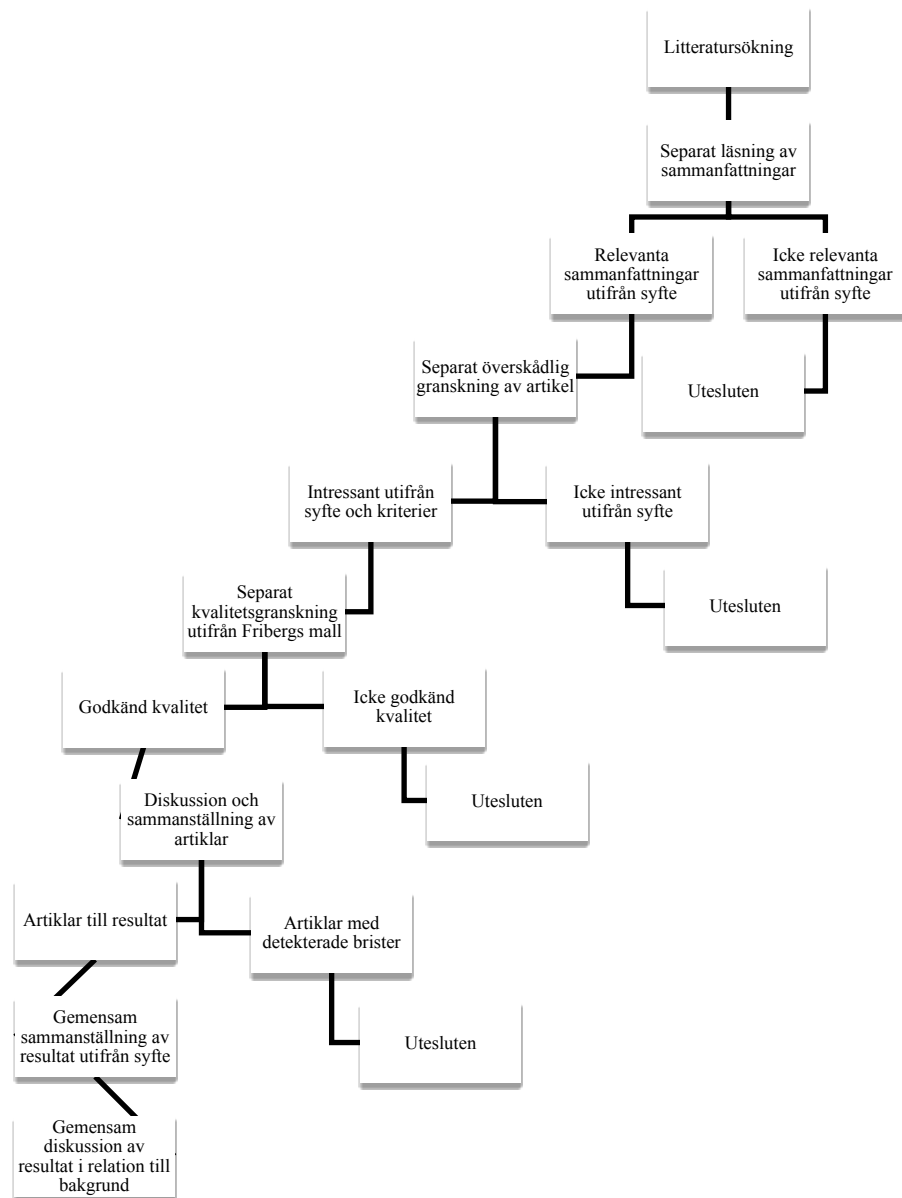 Litteratursökning
Separat läsning av
sammanfattningar
Relevanta
sammanfattningar
utifrån syfte
Icke relevanta
sammanfattningar
utifrån syfte
Separat överskådlig
granskning av artikel
Utesluten
Intressant utifrån
syfte och kriterier
Icke intressant
utifrån syfte
Separat
kvalitetsgranskning
utifrån Fribergs mall
Utesluten
Godkänd kvalitet
Icke godkänd
kvalitet
Diskussion och
sammanställning av
artiklar
Utesluten
Artiklar till resultat
Artiklar med
detekterade brister
Gemensam
sammanställning av
resultat utifrån syfte
Utesluten
Gemensam
diskussion av
resultat i relation till
bakgrund